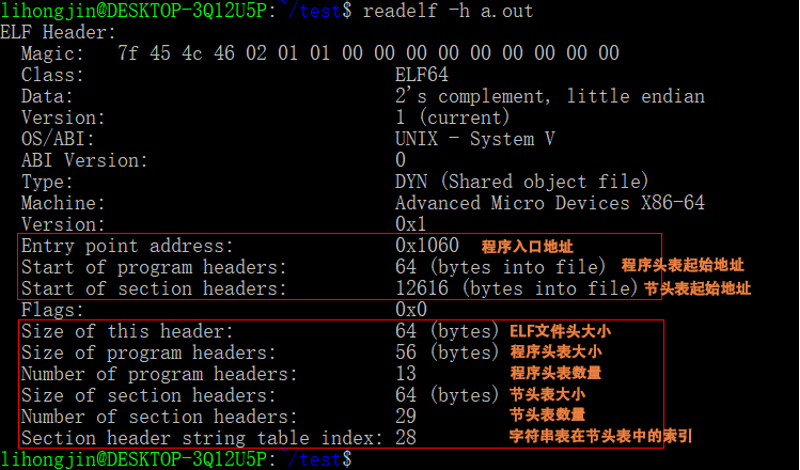 lihongjin@DESKTOP-3Q12U5P:~/test$ readelf -h a.out
ELF Header:
Magic: 7f 45 4c 46 02 01 01 00 00 00 00 00 00 00 00 00
Class: ELF64
Data: 2's complement, little endian
Version: 1 (current)
OS/ABI: UNIX - System V
ABI Version: 0
Type: DYN (Shared object file)
Machine: Advanced Micro Devices X86-64
Version: 0x1
Entry point address: 0x1060 程序入口地址
Start of program headers: 64 (bytes into file) 程序头表起始地址
Start of section headers: 12616 (bytes into file) 节头表起始地址
Flags: 0x0
Size of this header: 64 (bytes) ELF文件头大小
Size of program headers: 56 (bytes) 程序头表大小
Number of program headers: 13 程序头表数量
Size of section headers: 64 (bytes) 节头表大小
Number of section headers: 29 节头表数量
Section header string table index: 28 字符串表在节头表中的索引
lihongjin@DESKTOP-3Q12U5P:~/test$